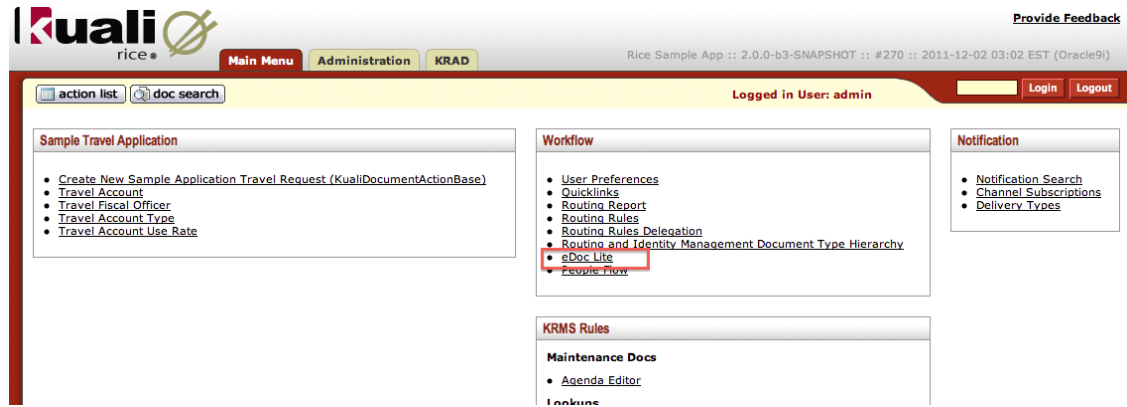 Kuali
rice
Provide Feedback
Main Menu Administration KRAD
Rice Sample App :: 2.0.0-b3-SNAPSHOT :: #270 :: 2011-12-02 03:02 EST (Oracle9i)
action list doc search
Logged in User: admin
Login Logout
Sample Travel Application
Create New Sample Application Travel Request (KualiDocumentActionBase)
Travel Account
Travel Fiscal Officer
Travel Account Type
Travel Account Use Rate
Workflow
User Preferences
Quicklinks
Routing Report
Routing Rules
Routing Rules Delegation
Routing and Identity Management Document Type Hierarchy
eDoc Lite
People Flow
Notification
Notification Search
Channel Subscriptions
Delivery Types
KRMS Rules
Maintenance Docs
Agenda Editor
Lookups